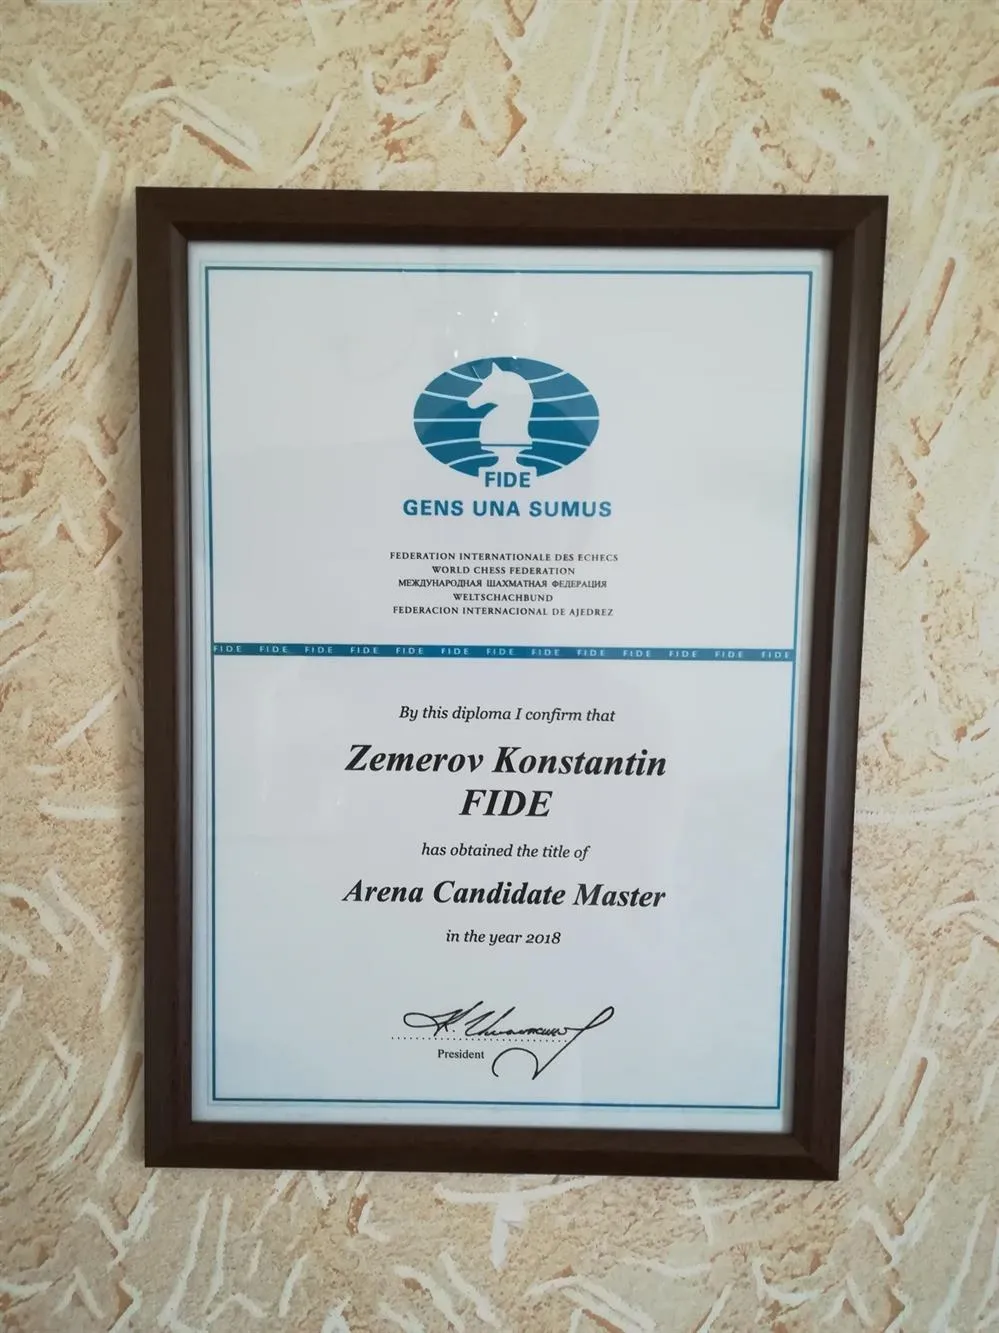 FIDE
GENS UNA SUMUS
FEDERATION INTERNATIONALE DES ECHECS
WORLD CHESS FEDERATION
МЕЖДУНАРОДНАЯ ШАХМАТНАЯ ФЕДЕРАЦИЯ
WELTSCHACHBUND
FEDERACION INTERNACIONAL DE AJEDREZ
FIDE FIDE FIDE FIDE FIDE FIDE FIDE FIDE FIDE FIDE FIDE FIDE FIDE
By this diploma I confirm that
Zemerov Konstantin
FIDE
has obtained the title of
Arena Candidate Master
in the year 2018
President